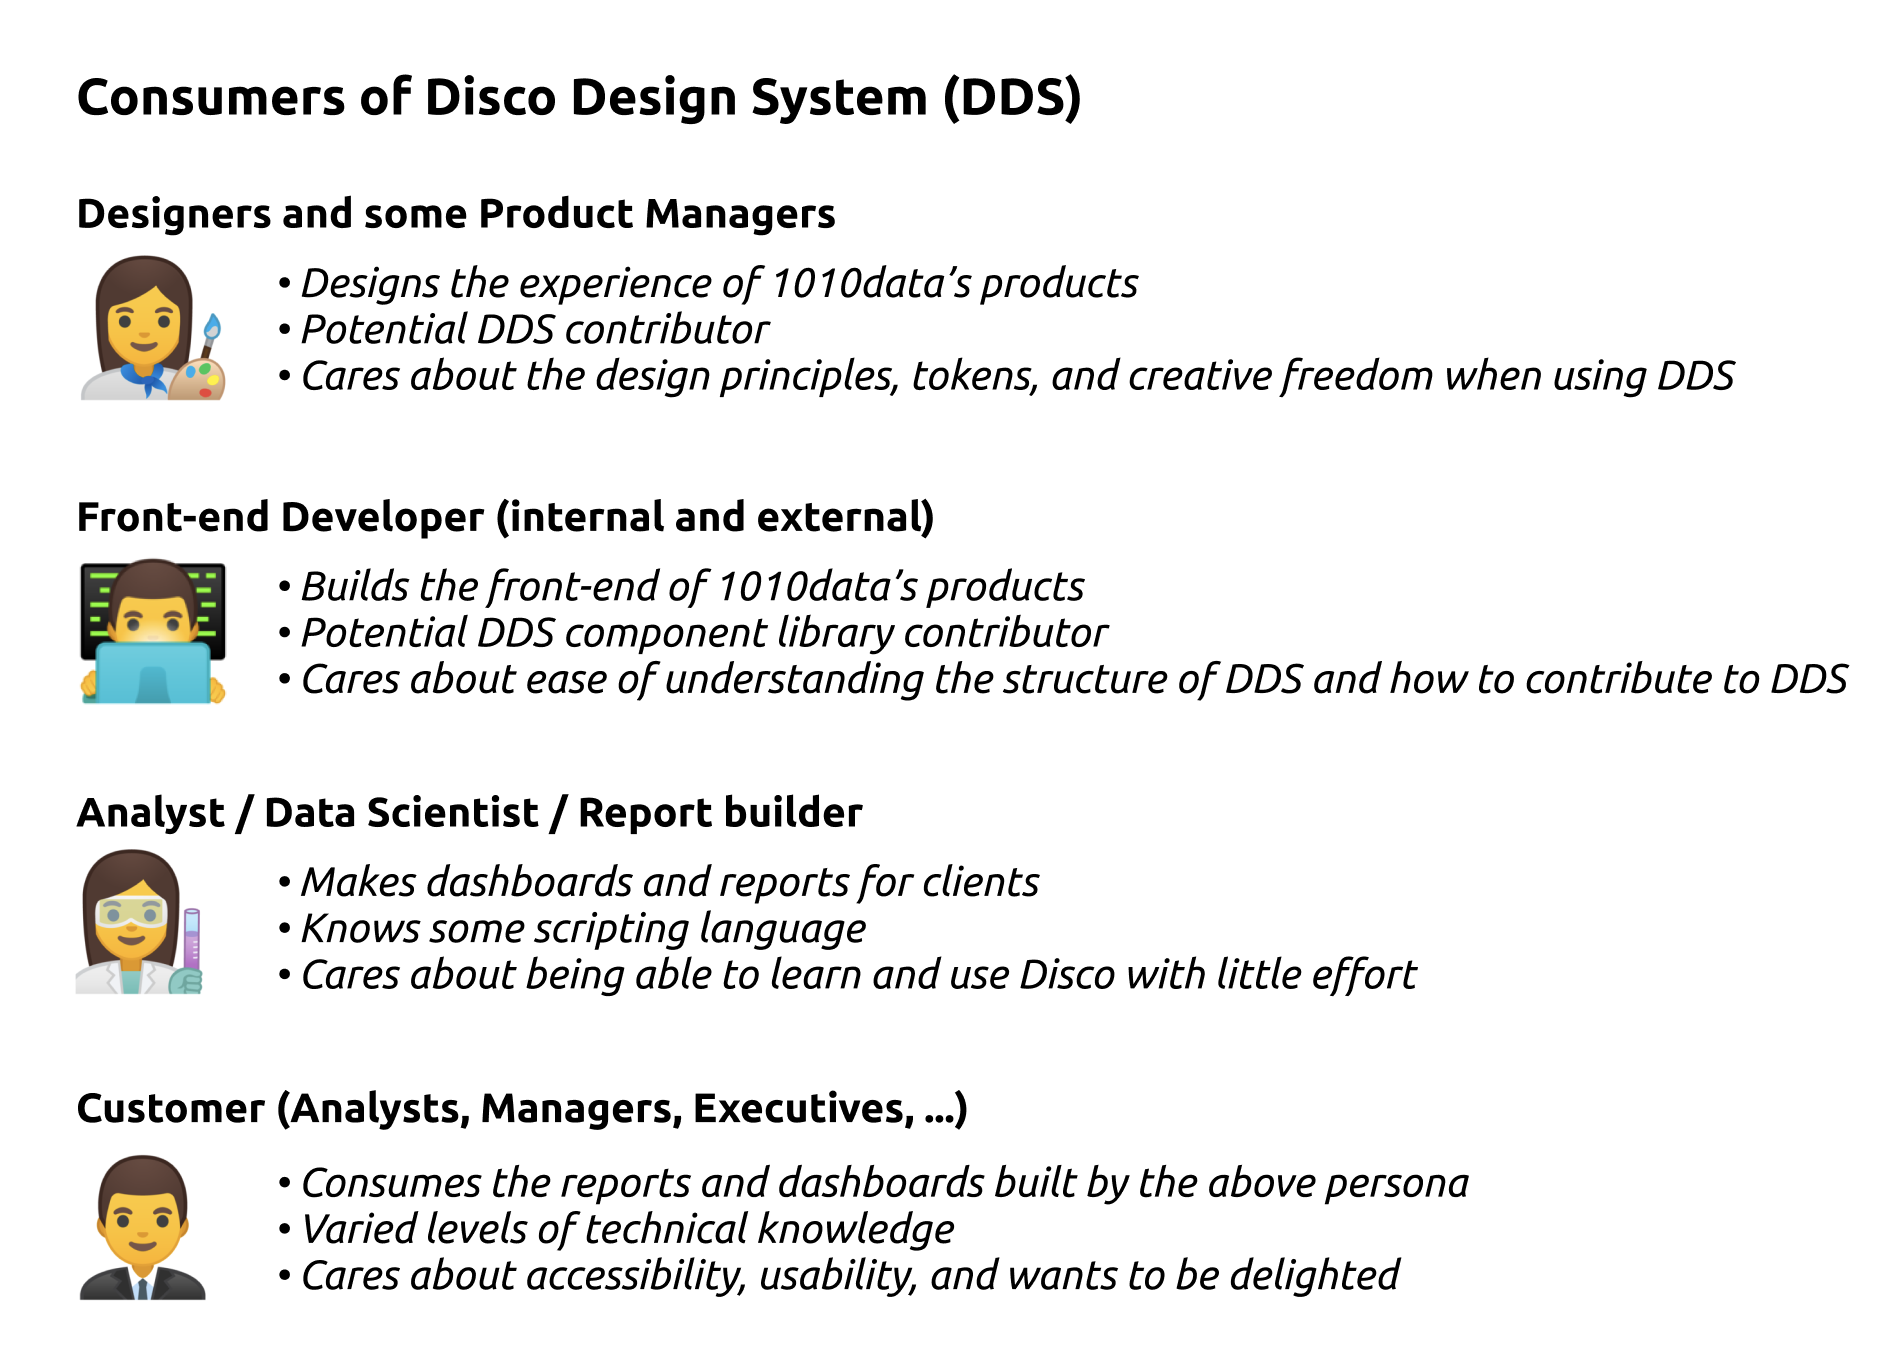 Consumers of Disco Design System (DDS)
Designers and some Product Managers
• Designs the experience of 1010data’s products
• Potential DDS contributor
• Cares about the design principles, tokens, and creative freedom when using DDS
Front-end Developer (internal and external)
• Builds the front-end of 1010data’s products
• Potential DDS component library contributor
• Cares about ease of understanding the structure of DDS and how to contribute to DDS
Analyst / Data Scientist / Report builder
• Makes dashboards and reports for clients
• Knows some scripting language
• Cares about being able to learn and use Disco with little effort
Customer (Analysts, Managers, Executives, ...)
• Consumes the reports and dashboards built by the above persona
• Varied levels of technical knowledge
• Cares about accessibility, usability, and wants to be delighted